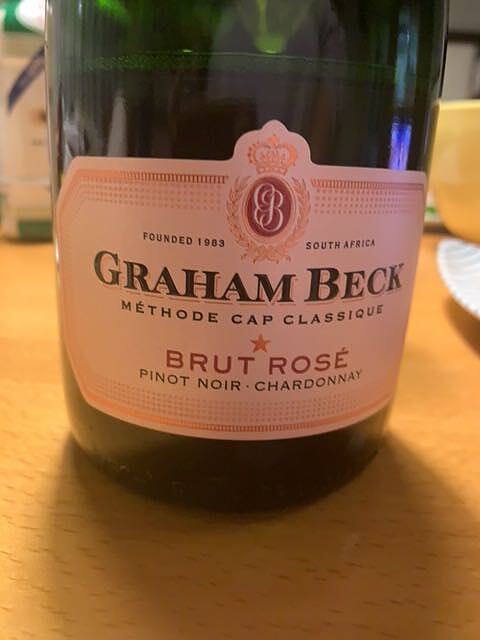 GB
FOUNDED 1983 SOUTH AFRICA
GRAHAM BECK
MÉTHODE CAP CLASSIQUE
BRUT ROSÉ
PINOT NOIR · CHARDONNAY